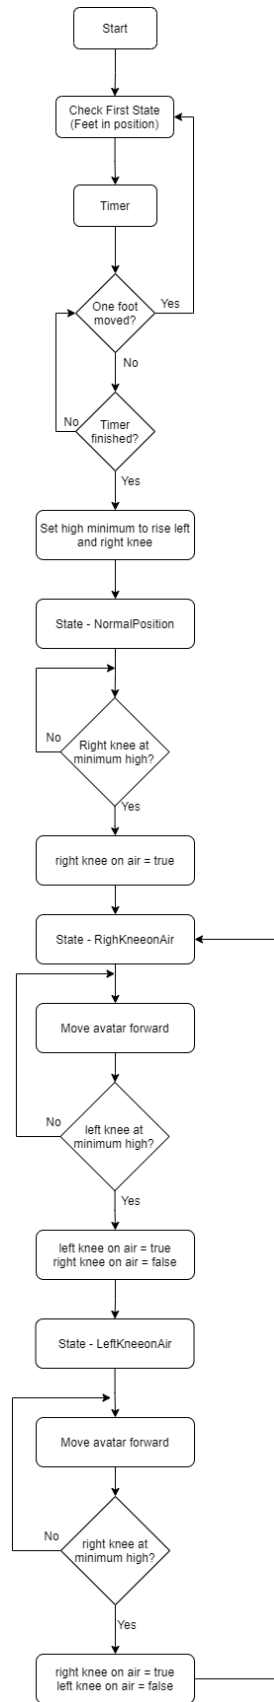 Start
Check First State
(Feet in position)
Timer
One foot
moved?
Yes
No
Timer
finished?
No
Yes
Set high minimum to rise left
and right knee
State - NormalPosition
No
Right knee at
minimum high?
Yes
right knee on air = true
State - RighKneeonAir
Move avatar forward
No
left knee at
minimum high?
Yes
left knee on air = true
right knee on air = false
State - LeftKneeonAir
Move avatar forward
No
right knee at
minimum high?
Yes
right knee on air = true
left knee on air = false